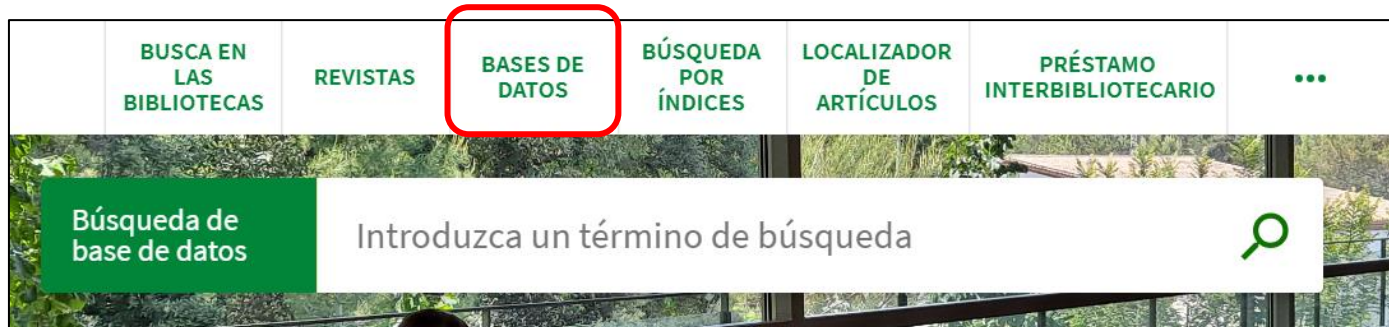 BUSCA EN
LAS
BIBLIOTECAS
REVISTAS
BASES DE
DATOS
BÚSQUEDA
POR
ÍNDICES
LOCALIZADOR
DE
ARTÍCULOS
PRÉSTAMO
INTERBIBLIOTECARIO
Búsqueda de
base de datos
Introduzca un término de búsqueda